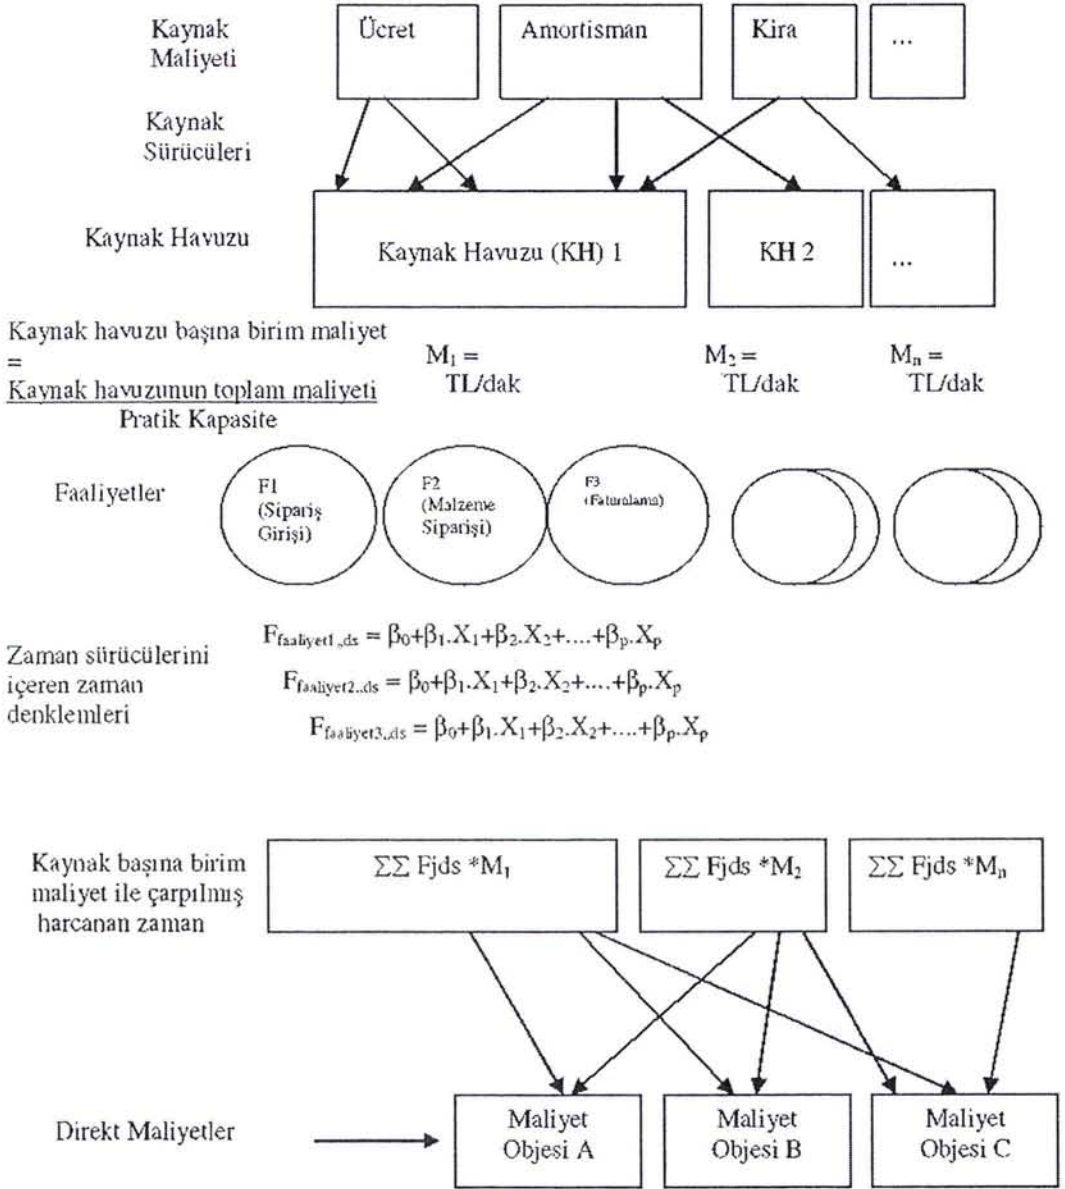 Kaynak
Maliyeti
Ücret
Amortisman
Kira
...
Kaynak
Sürücüleri
Kaynak Havuzu
Kaynak Havuzu (KH) 1
KH 2
...
Kaynak havuzu başına birim maliyet
=
Kaynak havuzunun toplam maliyeti
Pratik Kapasite
M₁ =
TL/dak
M₂ =
TL/dak
Mₙ =
TL/dak
Faaliyetler
F1
(Sipariş
Girişi)
F2
(Malzeme
Siparişi)
F3
(Faturalama)
Zaman sürücülerini
içeren zaman
denklemleri
F faaliyet1,,ds = β₀+β₁.X₁+β₂.X₂+....+βₚ.Xₚ
F faaliyet2,,ds = β₀+β₁.X₁+β₂.X₂+....+βₚ.Xₚ
F faaliyet3,,ds = β₀+β₁.X₁+β₂.X₂+....+βₚ.Xₚ
Kaynak başına birim
maliyet ile çarpılmış
harcanan zaman
ΣΣ Fjds *M₁
ΣΣ Fjds *M₂
ΣΣ Fjds *Mₙ
Direkt Maliyetler
Maliyet
Objesi A
Maliyet
Objesi B
Maliyet
Objesi C